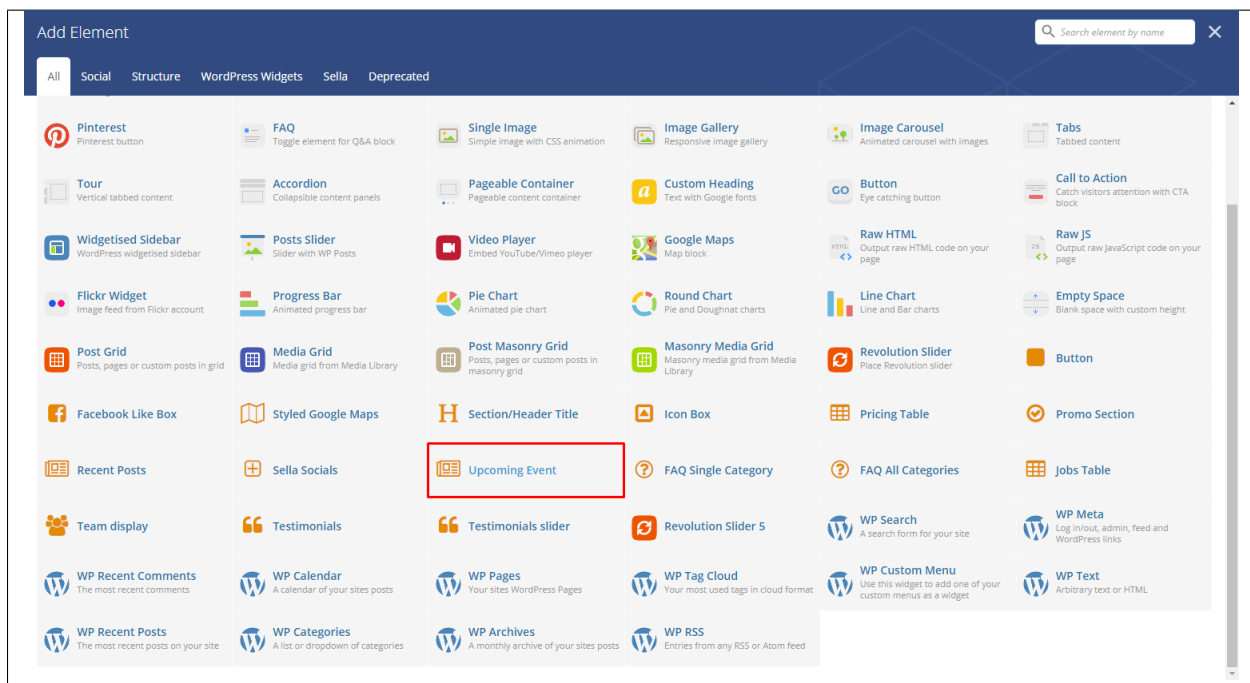 Add Element
Search element by name
All Social Structure WordPress Widgets Sella Deprecated
Pinterest
Pinterest button
FAQ
Toggle element for Q&A block
Single Image
Simple image with CSS animation
Image Gallery
Responsive image gallery
Image Carousel
Animated carousel with images
Tabs
Tabbed content
Tour
Vertical tabbed content
Accordion
Collapsible content panels
Pageable Container
Pageable content container
a
Custom Heading
Text with Google fonts
GO
Button
Eye catching button
Call to Action
Catch visitors attention with CTA
block
Widgetised Sidebar
WordPress widgetised sidebar
Posts Slider
Slider with WP Posts
Video Player
Embed YouTube/Vimeo player
Google Maps
Map block
HTML
Raw HTML
Output raw HTML code on your
page
JS
Raw JS
Output raw JavaScript code on your
page
Flickr Widget
Image feed from Flickr account
Progress Bar
Animated progress bar
Pie Chart
Animated pie chart
Round Chart
Pie and Doughnat charts
Line Chart
Line and Bar charts
Empty Space
Blank space with custom height
Post Grid
Posts, pages or custom posts in grid
Media Grid
Media grid from Media Library
Post Masonry Grid
Posts, pages or custom posts in
masonry grid
Masonry Media Grid
Masonry media grid from Media
Library
Revolution Slider
Place Revolution slider
Button
Facebook Like Box
Styled Google Maps
H
Section/Header Title
Icon Box
Pricing Table
Promo Section
Recent Posts
Sella Socials
Upcoming Event
FAQ Single Category
FAQ All Categories
Jobs Table
Team display
Testimonials
Testimonials slider
Revolution Slider 5
WP Search
A search form for your site
WP Meta
Log in/out, admin, feed and
WordPress links
WP Recent Comments
The most recent comments
WP Calendar
A calendar of your sites posts
WP Pages
Your sites WordPress Pages
WP Tag Cloud
Your most used tags in cloud format
WP Custom Menu
Use this widget to add one of your
custom menus as a widget
WP Text
Arbitrary text or HTML
WP Recent Posts
The most recent posts on your site
WP Categories
A list or dropdown of categories
WP Archives
A monthly archive of your sites posts
WP RSS
Entries from any RSS or Atom feed